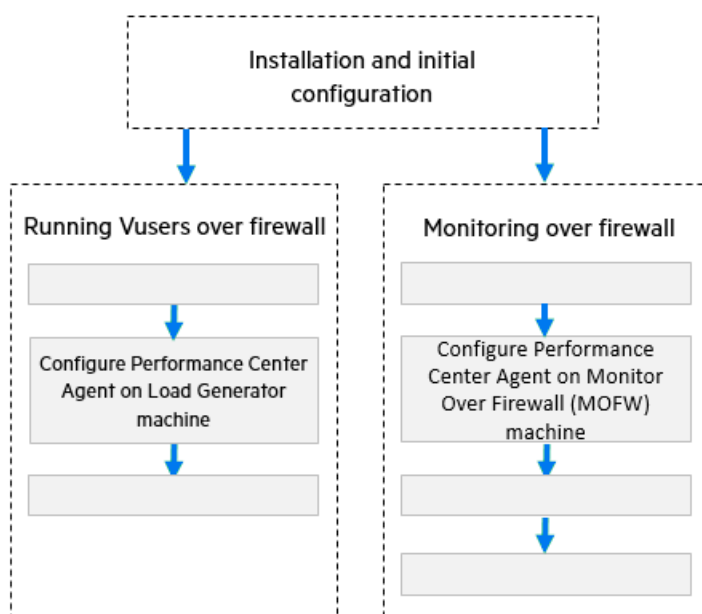 Installation and initial
configuration
Running Vusers over firewall
Configure Performance Center
Agent on Load Generator
machine
Monitoring over firewall
Configure Performance
Center Agent on Monitor
Over Firewall (MOFW)
machine